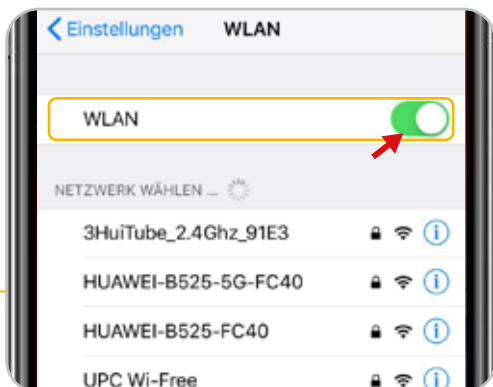 Einstellungen WLAN
WLAN
NETZWERK WÄHLEN ...
3HuiTube_2.4Ghz_91E3
HUAWEI-B525-5G-FC40
HUAWEI-B525-FC40
UPC Wi-Free